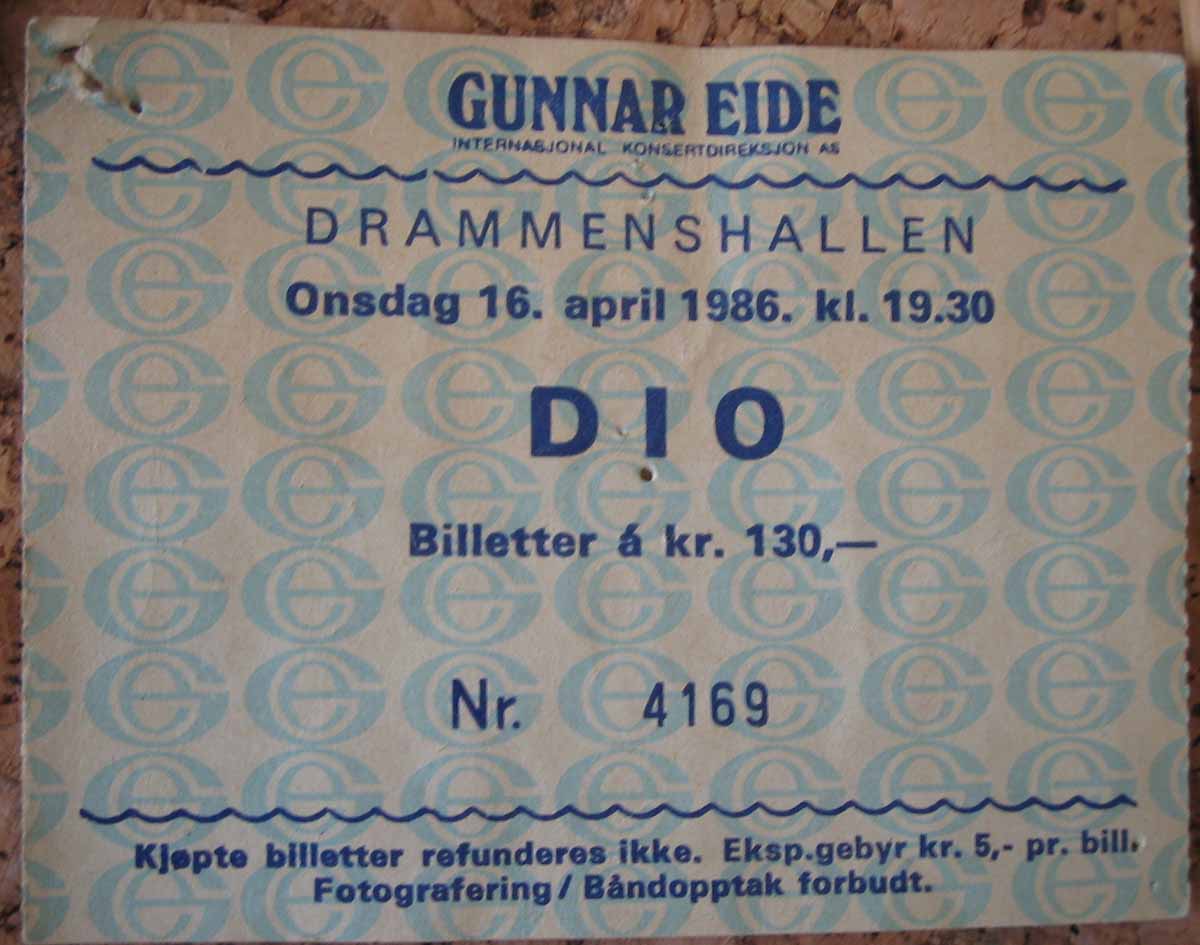 GUNNAR EIDE
INTERNASJONAL KONSERTDIREKSJON AS
DRAMMENSHALLEN
Onsdag 16. april 1986. kl. 19.30
DIO
Billetter á kr. 130,—
Nr. 4169
Kjøpte billetter refunderes ikke. Eksp.gebyr kr. 5,- pr. bill.
Fotografering / Båndopptak forbudt.